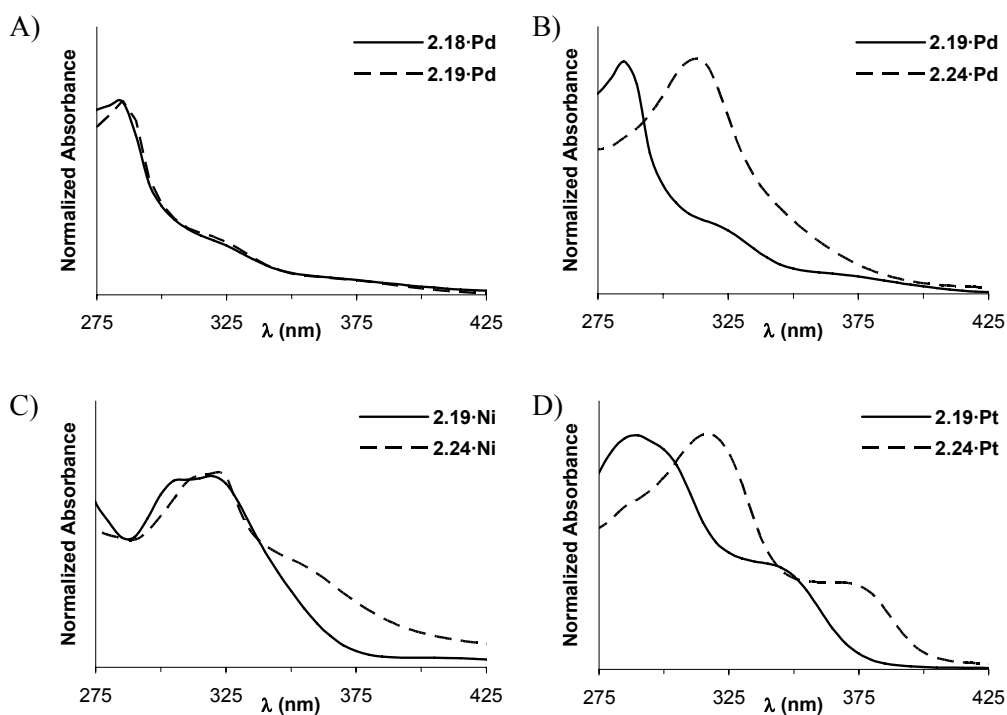 A)
2.18·Pd
2.19·Pd
Normalized Absorbance
275 325 375 425
λ (nm)
B)
2.19·Pd
2.24·Pd
Normalized Absorbance
275 325 375 425
λ (nm)
C)
2.19·Ni
2.24·Ni
Normalized Absorbance
275 325 375 425
λ (nm)
D)
2.19·Pt
2.24·Pt
Normalized Absorbance
275 325 375 425
λ (nm)